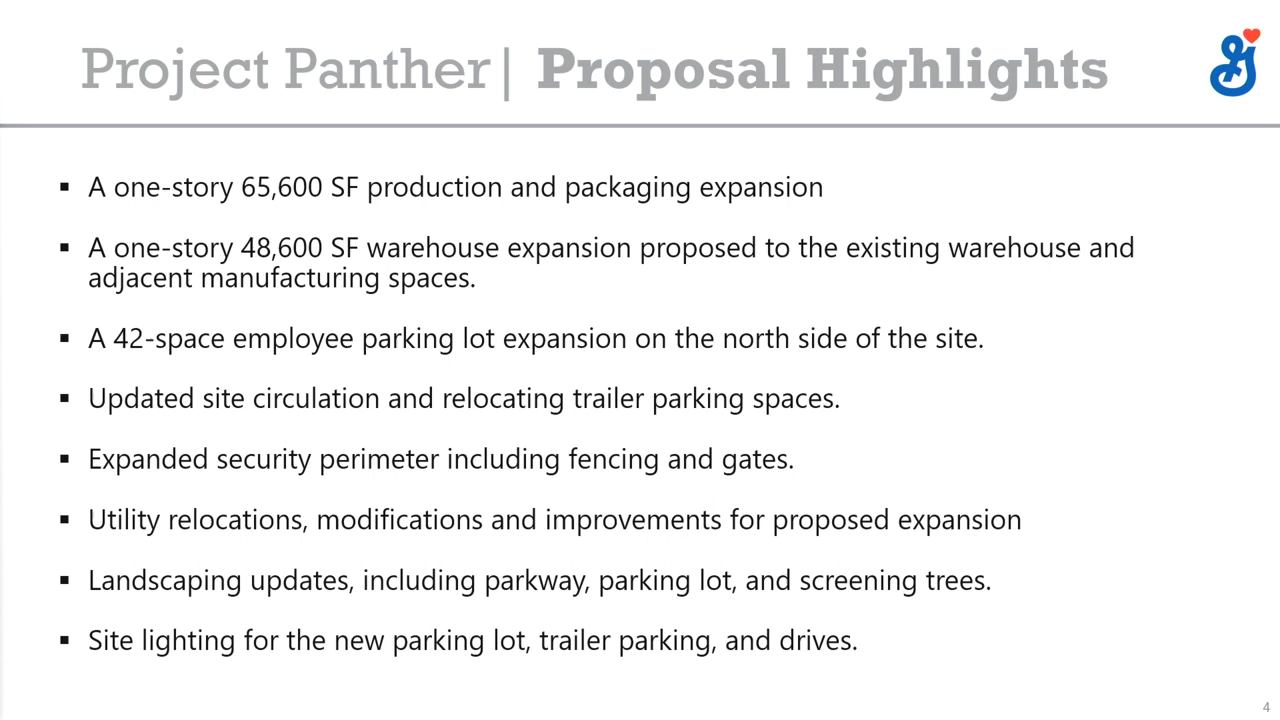 Project Panther| Proposal Highlights
▪ A one-story 65,600 SF production and packaging expansion
▪ A one-story 48,600 SF warehouse expansion proposed to the existing warehouse and
adjacent manufacturing spaces.
▪ A 42-space employee parking lot expansion on the north side of the site.
▪ Updated site circulation and relocating trailer parking spaces.
▪ Expanded security perimeter including fencing and gates.
▪ Utility relocations, modifications and improvements for proposed expansion
▪ Landscaping updates, including parkway, parking lot, and screening trees.
▪ Site lighting for the new parking lot, trailer parking, and drives.
4